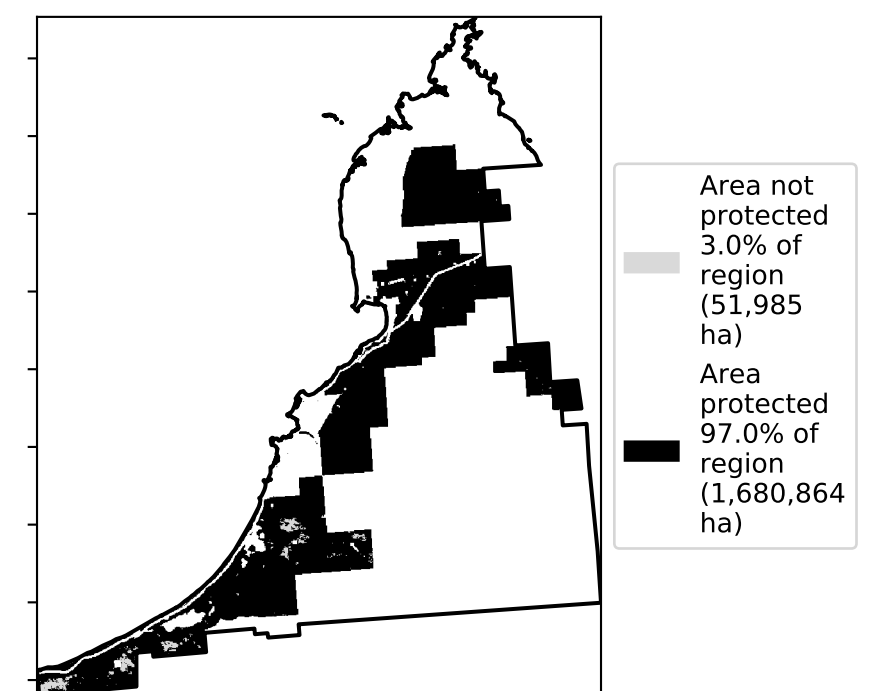 Area not
protected
3.0% of
region
(51,985
ha)
Area
protected
97.0% of
region
(1,680,864
ha)